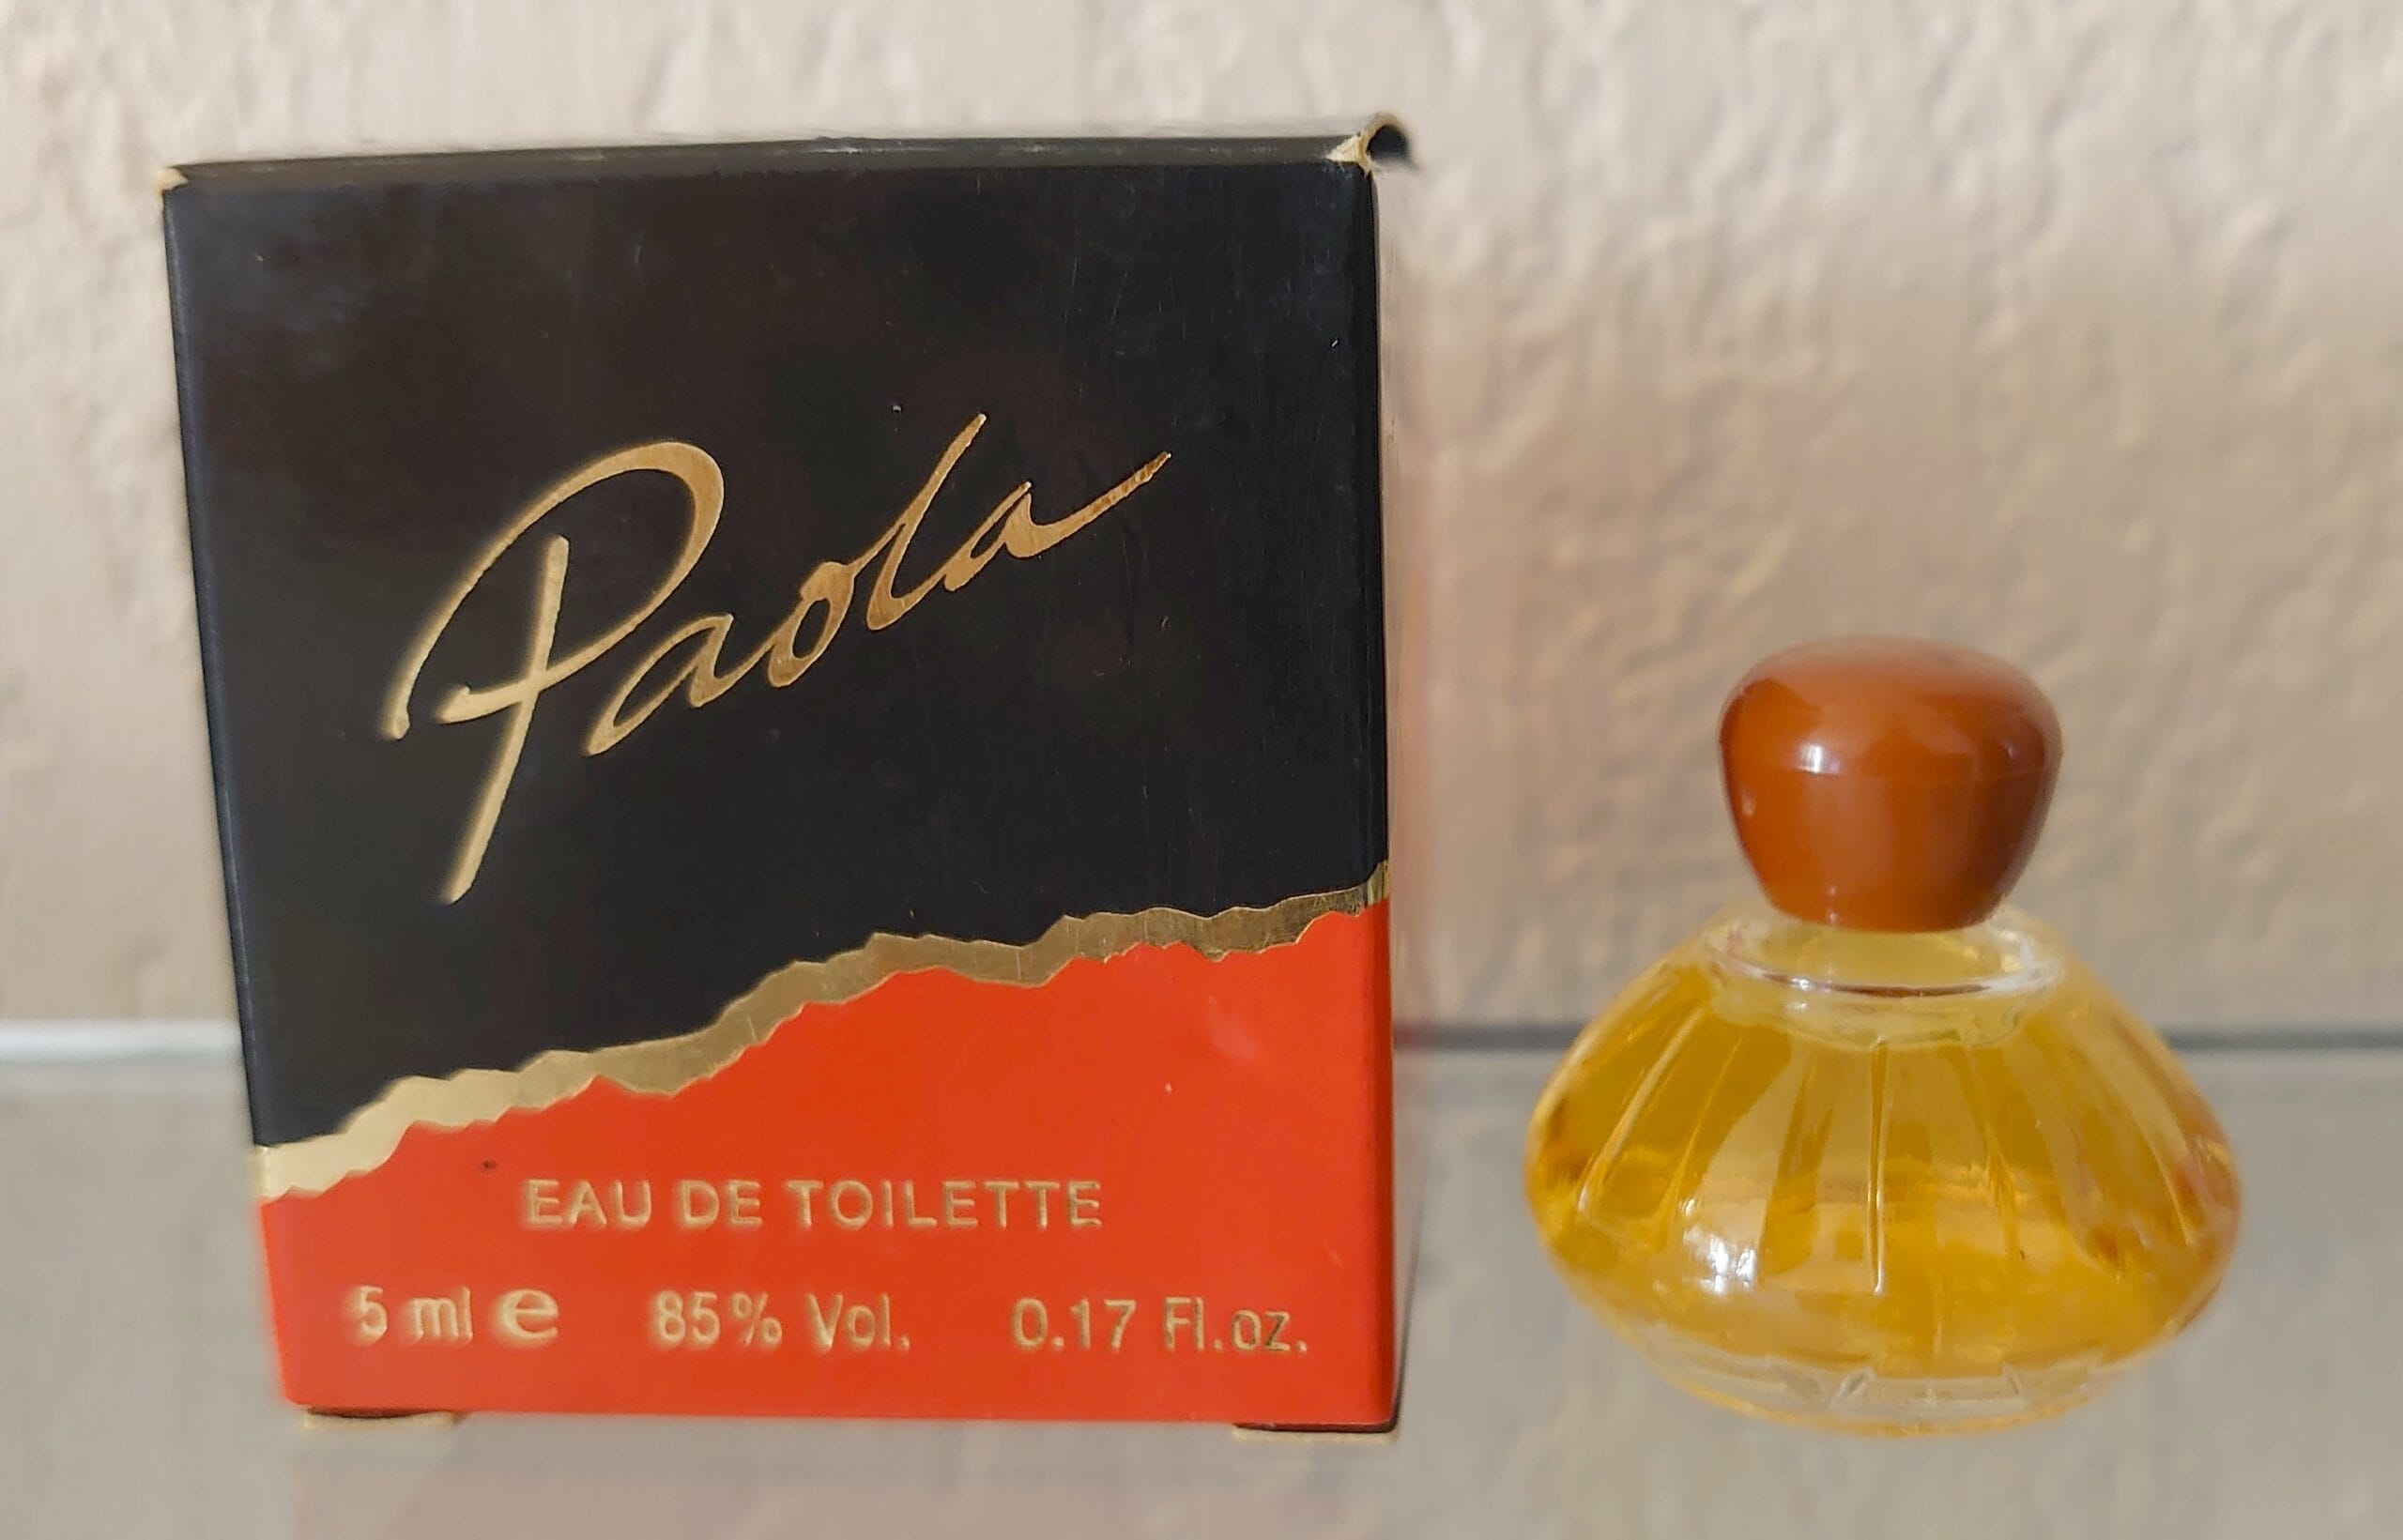 Paola
EAU DE TOILETTE
5 ml e 85% Vol. 0.17 Fl.oz.